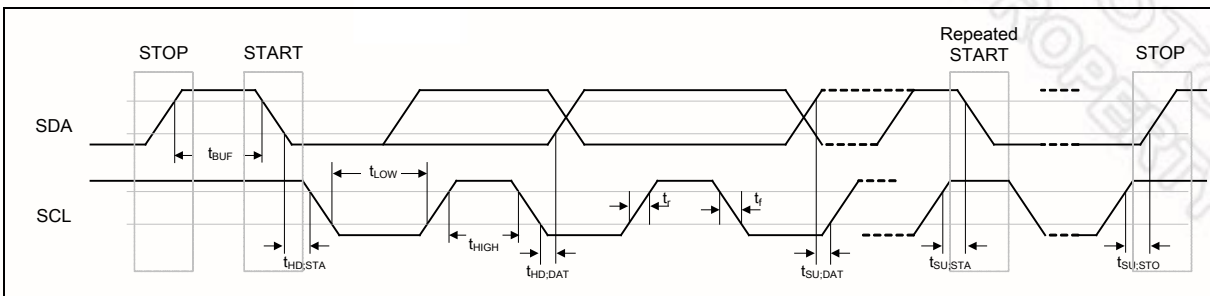 STOP
START
Repeated
START
STOP
SDA
tBUF
tLOW
SCL
tr
tf
tHIGH
tHD;STA
tHD;DAT
tSU;DAT
tSU;STA
tSU;STO